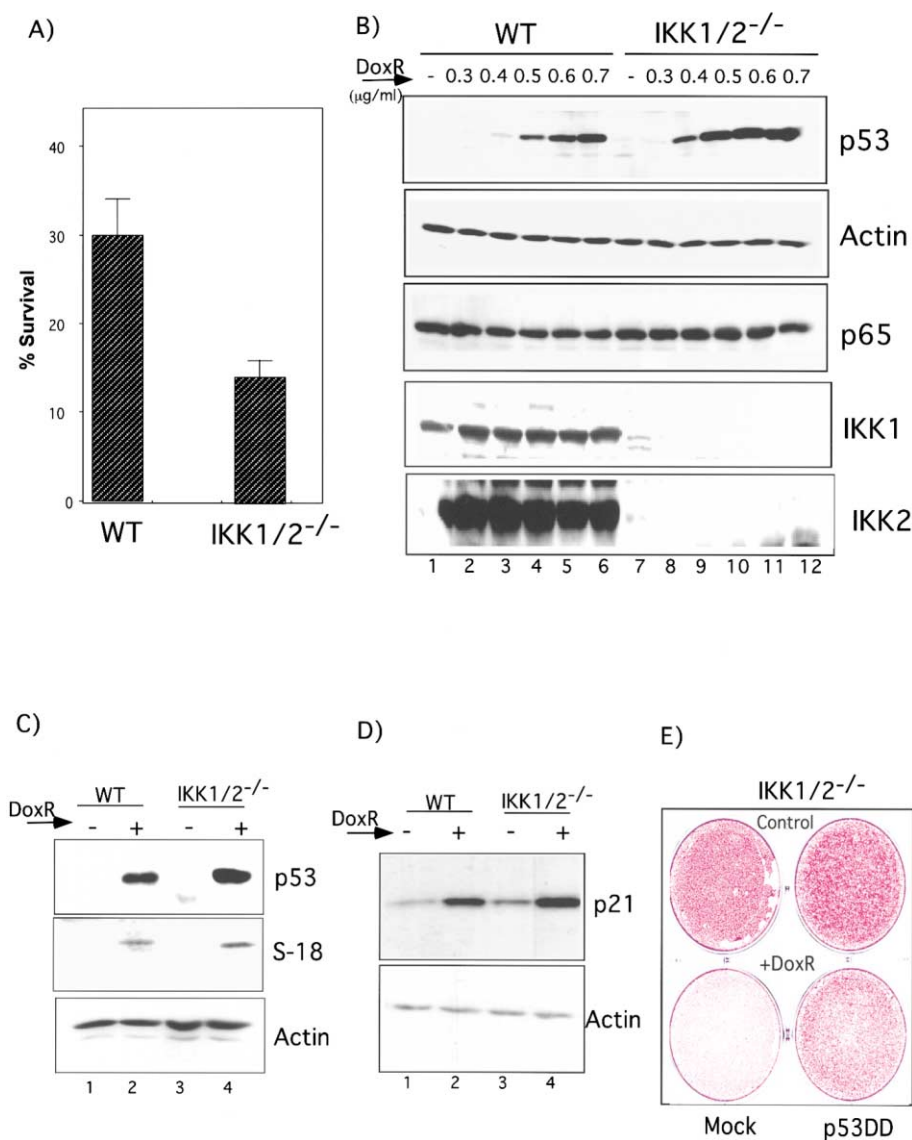 A)
40
30
20
10
0
% Survival
WT
IKK1/2-/-
B)
WT
IKK1/2-/-
DoxR
(µg/ml)
- 0.3 0.4 0.5 0.6 0.7 - 0.3 0.4 0.5 0.6 0.7
p53
Actin
p65
IKK1
IKK2
1 2 3 4 5 6 7 8 9 10 11 12
C)
WT
IKK1/2-/-
DoxR
- + - +
p53
S-18
Actin
1 2 3 4
D)
WT
IKK1/2-/-
DoxR
- + - +
p21
Actin
1 2 3 4
E)
IKK1/2-/-
Control
+DoxR
Mock
p53DD